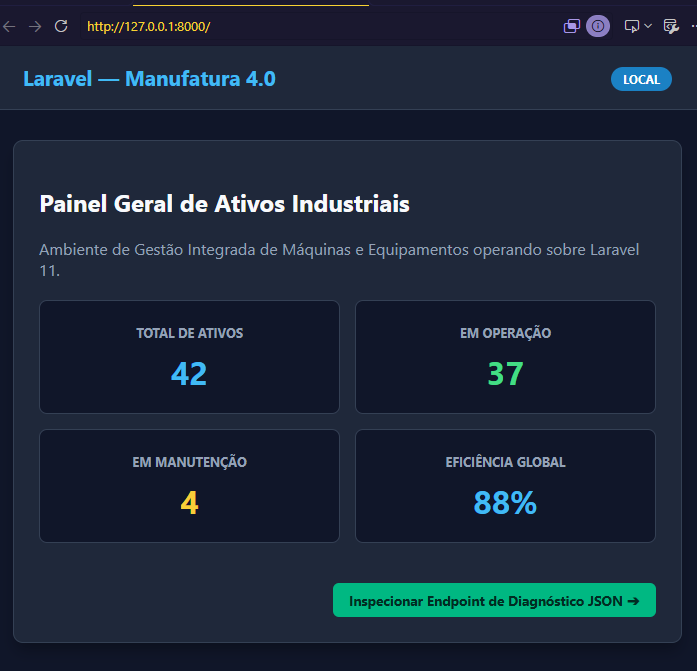 http://127.0.0.1:8000/
Laravel — Manufatura 4.0
LOCAL
Painel Geral de Ativos Industriais
Ambiente de Gestão Integrada de Máquinas e Equipamentos operando sobre Laravel
11.
TOTAL DE ATIVOS
42
EM OPERAÇÃO
37
EM MANUTENÇÃO
4
EFICIÊNCIA GLOBAL
88%
Inspecionar Endpoint de Diagnóstico JSON ➔